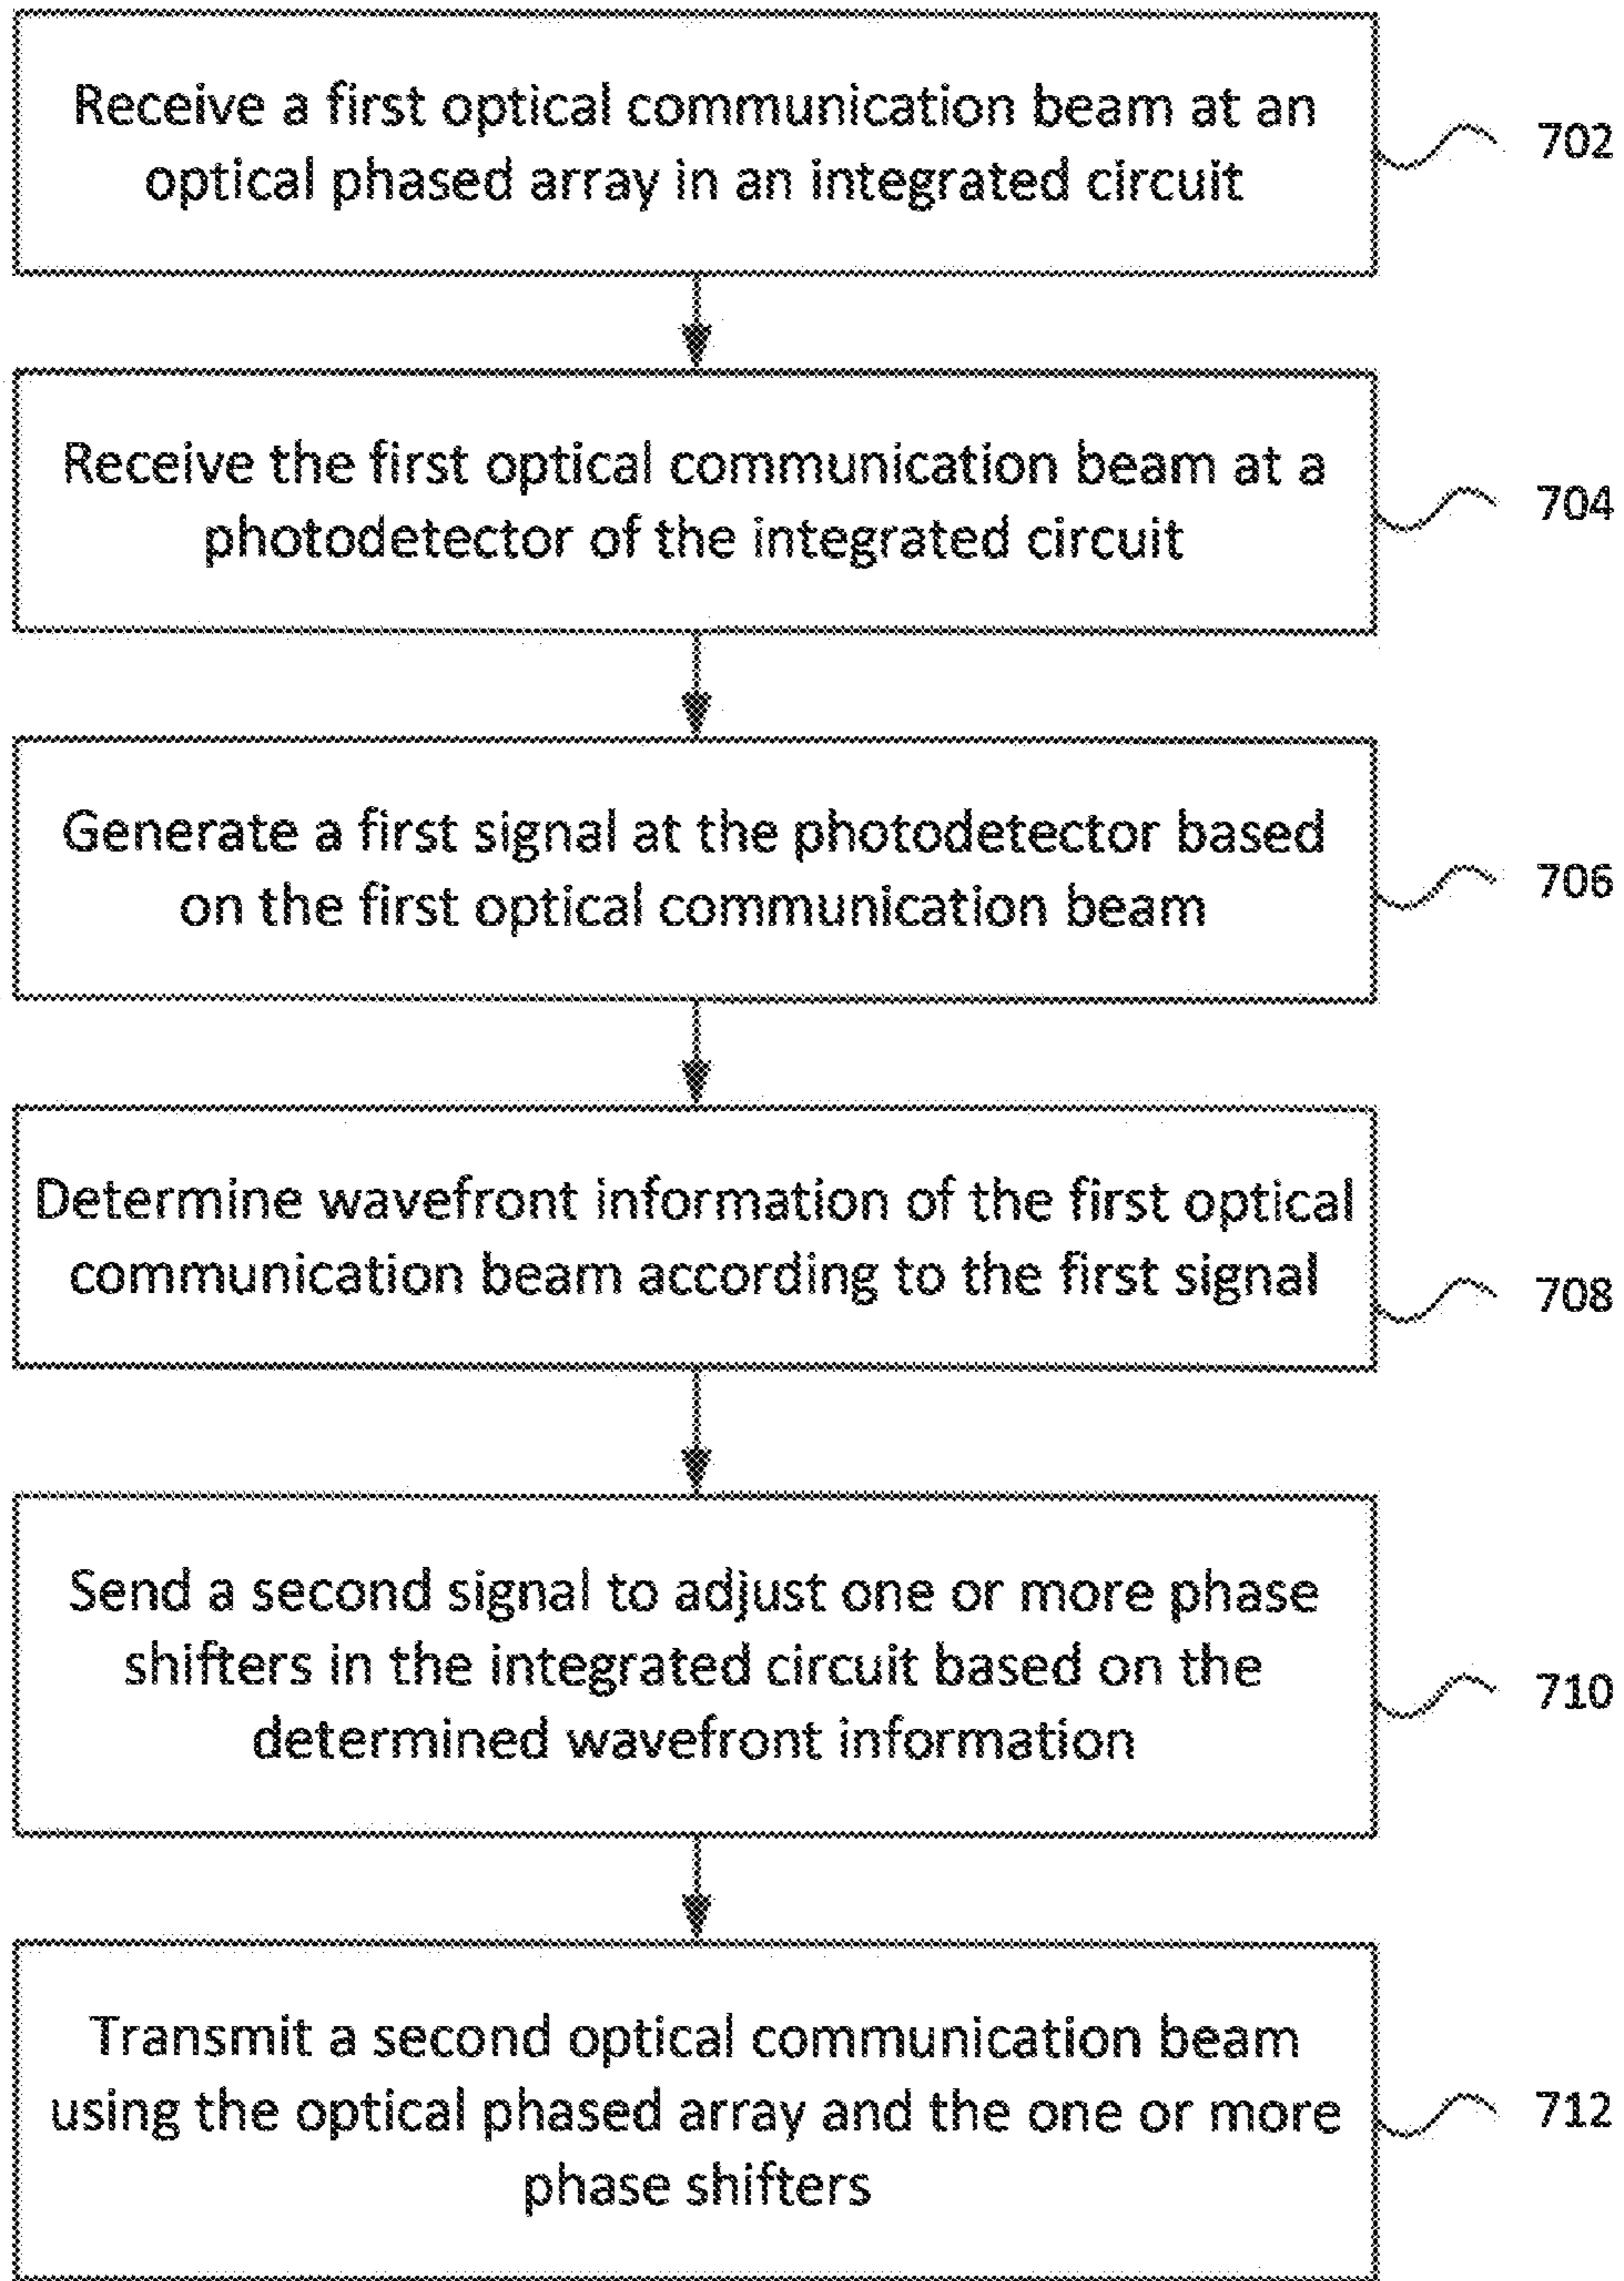 Receive a first optical communication beam at an
optical phased array in an integrated circuit
702
Receive the first optical communication beam at a
photodetector of the integrated circuit
704
Generate a first signal at the photodetector based
on the first optical communication beam
706
Determine wavefront information of the first optical
communication beam according to the first signal
708
Send a second signal to adjust one or more phase
shifters in the integrated circuit based on the
determined wavefront information
710
Transmit a second optical communication beam
using the optical phased array and the one or more
phase shifters
712